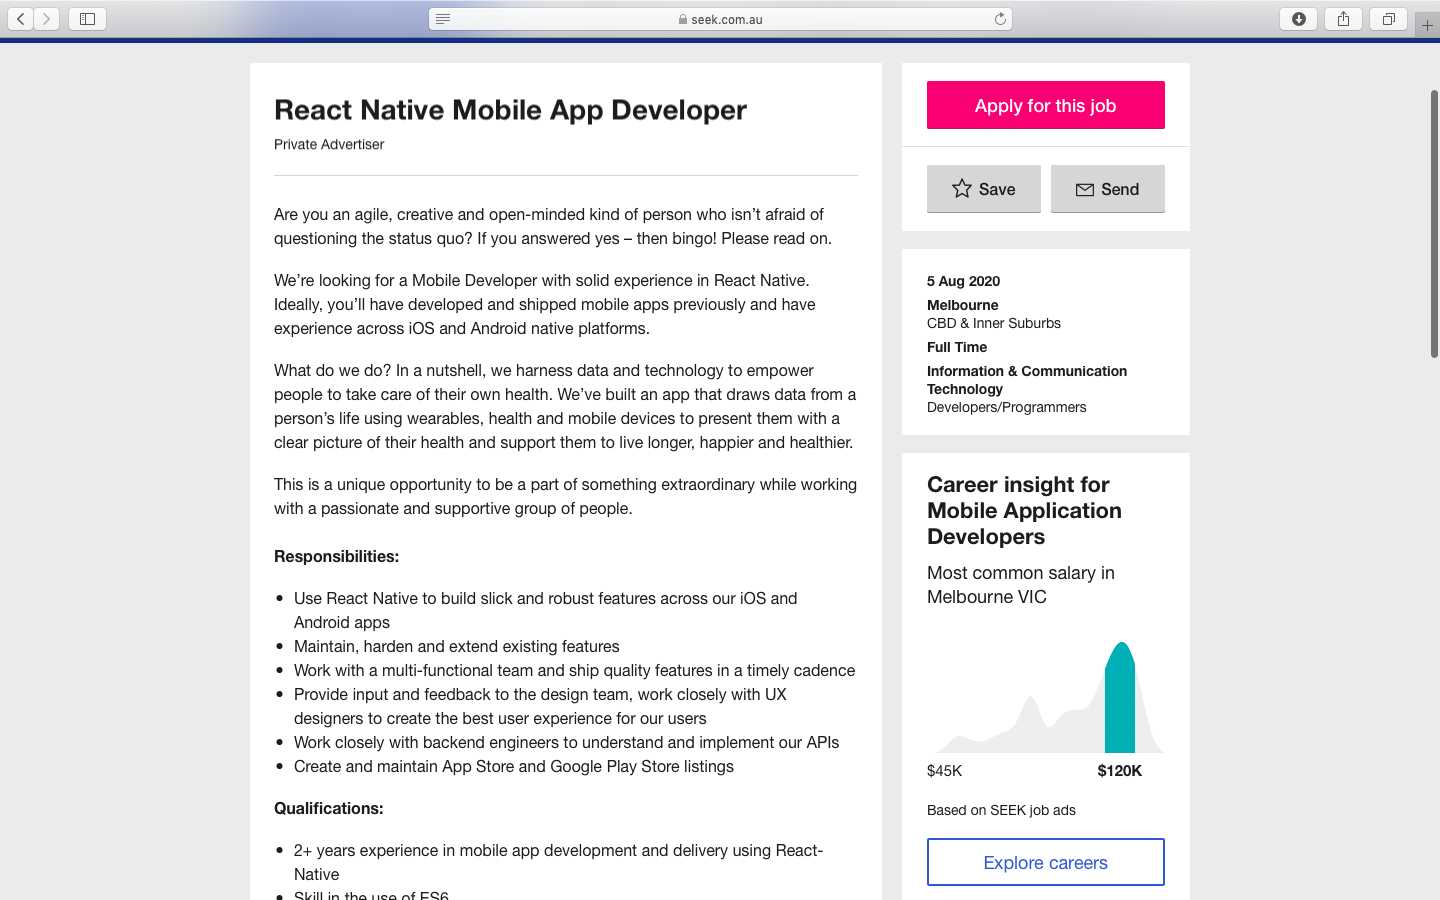 seek.com.au
React Native Mobile App Developer
Private Advertiser
Are you an agile, creative and open-minded kind of person who isn’t afraid of
questioning the status quo? If you answered yes – then bingo! Please read on.
We’re looking for a Mobile Developer with solid experience in React Native.
Ideally, you’ll have developed and shipped mobile apps previously and have
experience across iOS and Android native platforms.
What do we do? In a nutshell, we harness data and technology to empower
people to take care of their own health. We’ve built an app that draws data from a
person’s life using wearables, health and mobile devices to present them with a
clear picture of their health and support them to live longer, happier and healthier.
This is a unique opportunity to be a part of something extraordinary while working
with a passionate and supportive group of people.
Responsibilities:
• Use React Native to build slick and robust features across our iOS and
Android apps
• Maintain, harden and extend existing features
• Work with a multi-functional team and ship quality features in a timely cadence
• Provide input and feedback to the design team, work closely with UX
designers to create the best user experience for our users
• Work closely with backend engineers to understand and implement our APIs
• Create and maintain App Store and Google Play Store listings
Qualifications:
• 2+ years experience in mobile app development and delivery using React-
Native
• Skill in the use of ES6
Apply for this job
Save
Send
5 Aug 2020
Melbourne
CBD & Inner Suburbs
Full Time
Information & Communication
Technology
Developers/Programmers
Career insight for
Mobile Application
Developers
Most common salary in
Melbourne VIC
$45K
$120K
Based on SEEK job ads
Explore careers